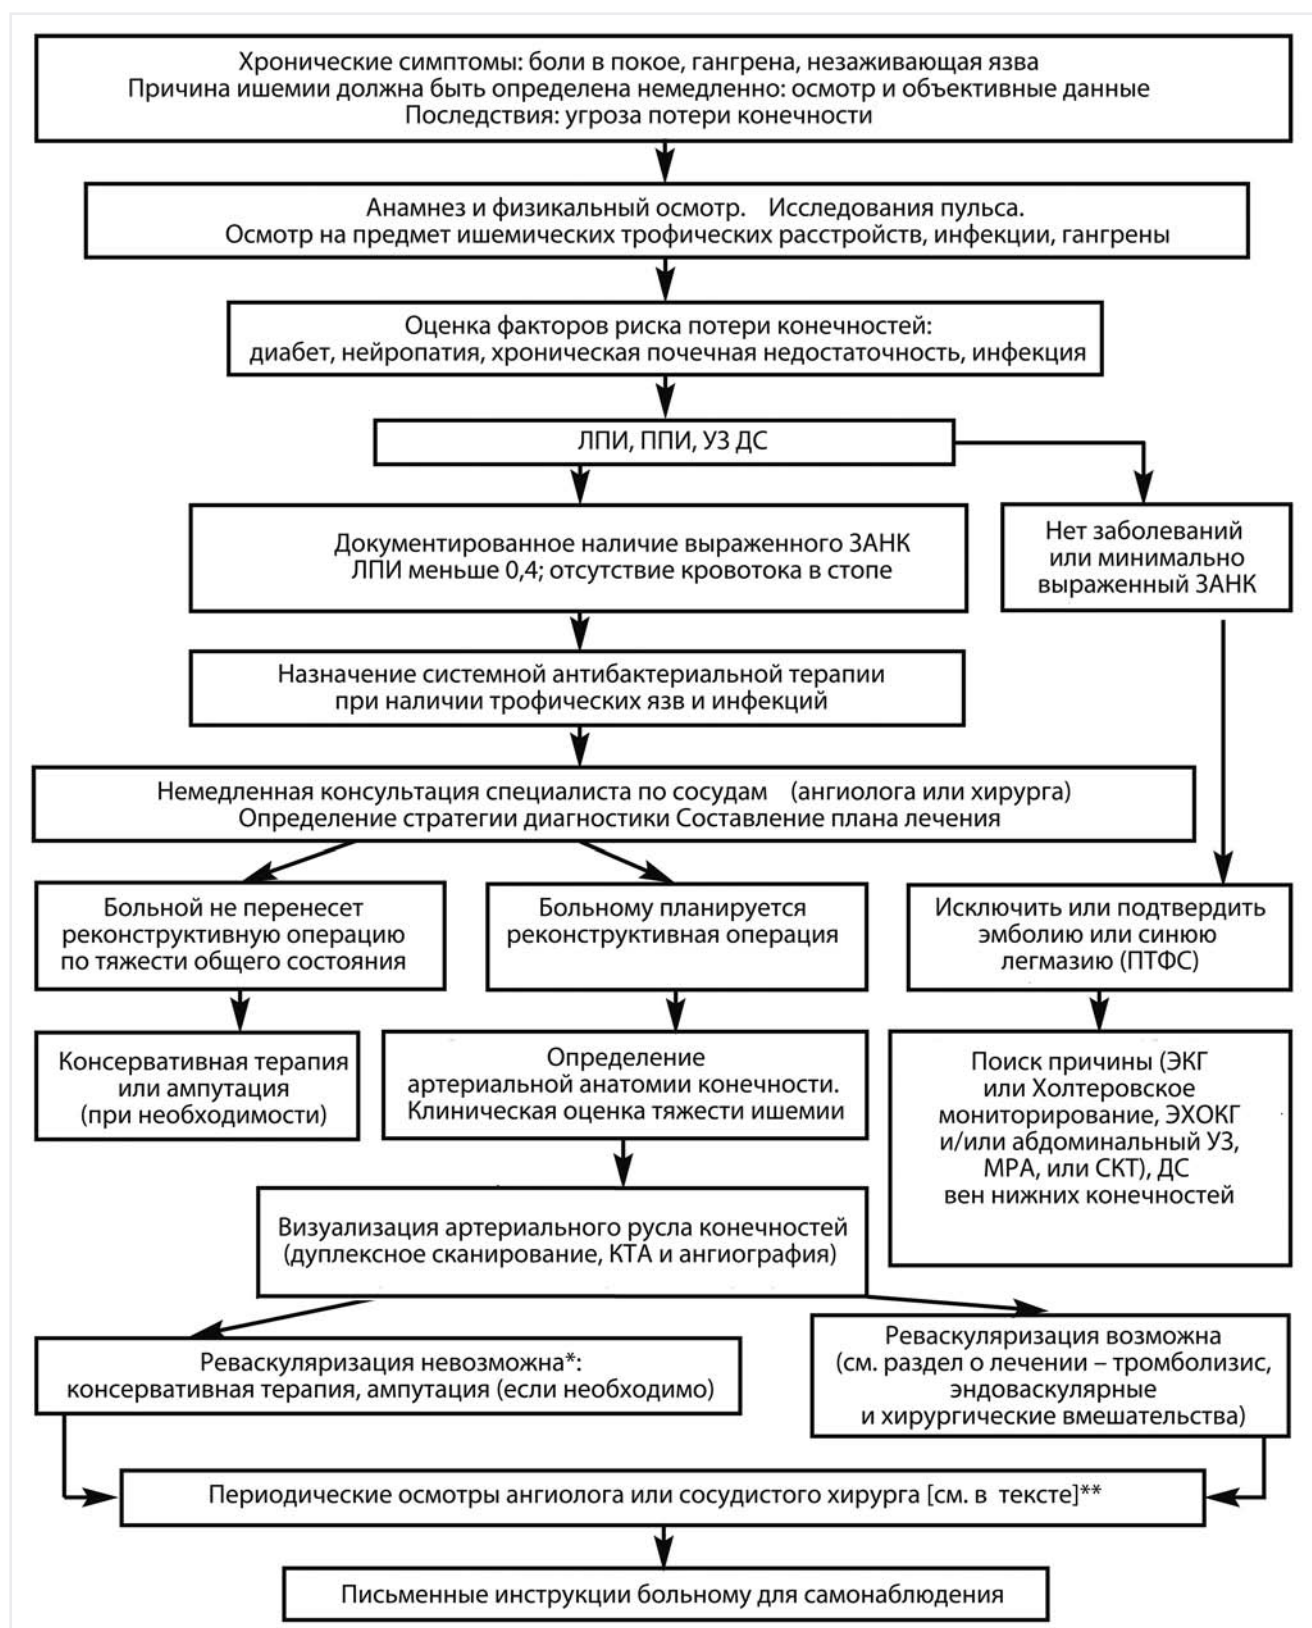 Хронические симптомы: боли в покое, гангрена, незаживающая язва
Причина ишемии должна быть определена немедленно: осмотр и объективные данные
Последствия: угроза потери конечности
Анамнез и физикальный осмотр. Исследования пульса.
Осмотр на предмет ишемических трофических расстройств, инфекции, гангрены
Оценка факторов риска потери конечностей:
диабет, нейропатия, хроническая почечная недостаточность, инфекция
ЛПИ, ППИ, УЗ ДС
Документированное наличие выраженного ЗАНК
ЛПИ меньше 0,4; отсутствие кровотока в стопе
Нет заболеваний
или минимально
выраженный ЗАНК
Назначение системной антибактериальной терапии
при наличии трофических язв и инфекций
Немедленная консультация специалиста по сосудам (ангиолога или хирурга)
Определение стратегии диагностики Составление плана лечения
Больной не перенесет
реконструктивную операцию
по тяжести общего состояния
Больному планируется
реконструктивная операция
Исключить или подтвердить
эмболию или синюю
легмазию (ПТФС)
Консервативная терапия
или ампутация
(при необходимости)
Определение
артериальной анатомии конечности.
Клиническая оценка тяжести ишемии
Поиск причины (ЭКГ
или Холтеровское
мониторирование, ЭХОКГ
и/или абдоминальный УЗ,
МРА, или СКТ), ДС
вен нижних конечностей
Визуализация артериального русла конечностей
(дуплексное сканирование, КТА и ангиография)
Реваскуляризация невозможна*:
консервативная терапия, ампутация (если необходимо)
Реваскуляризация возможна
(см. раздел о лечении – тромболизис,
эндоваскулярные
и хирургические вмешательства)
Периодические осмотры ангиолога или сосудистого хирурга [см. в тексте]**
Письменные инструкции больному для самонаблюдения